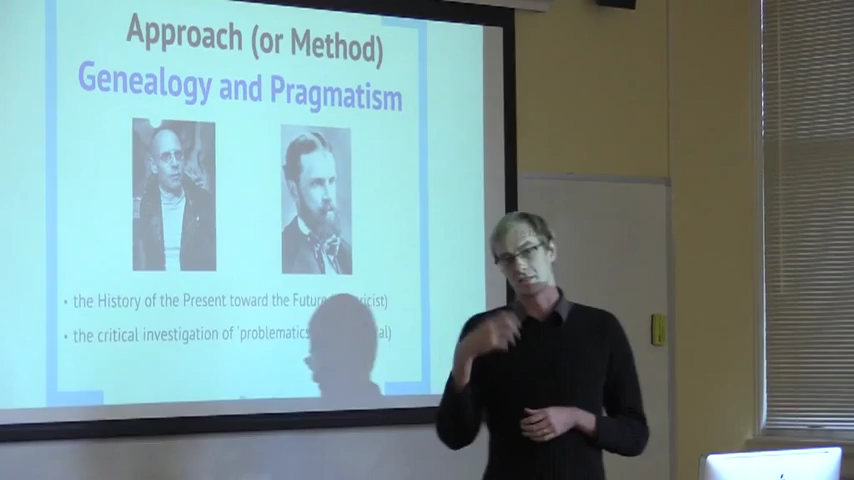 Approach (or Method)
Genealogy and Pragmatism
• the History of the Present toward the Future
• the critical investigation of 'problematics